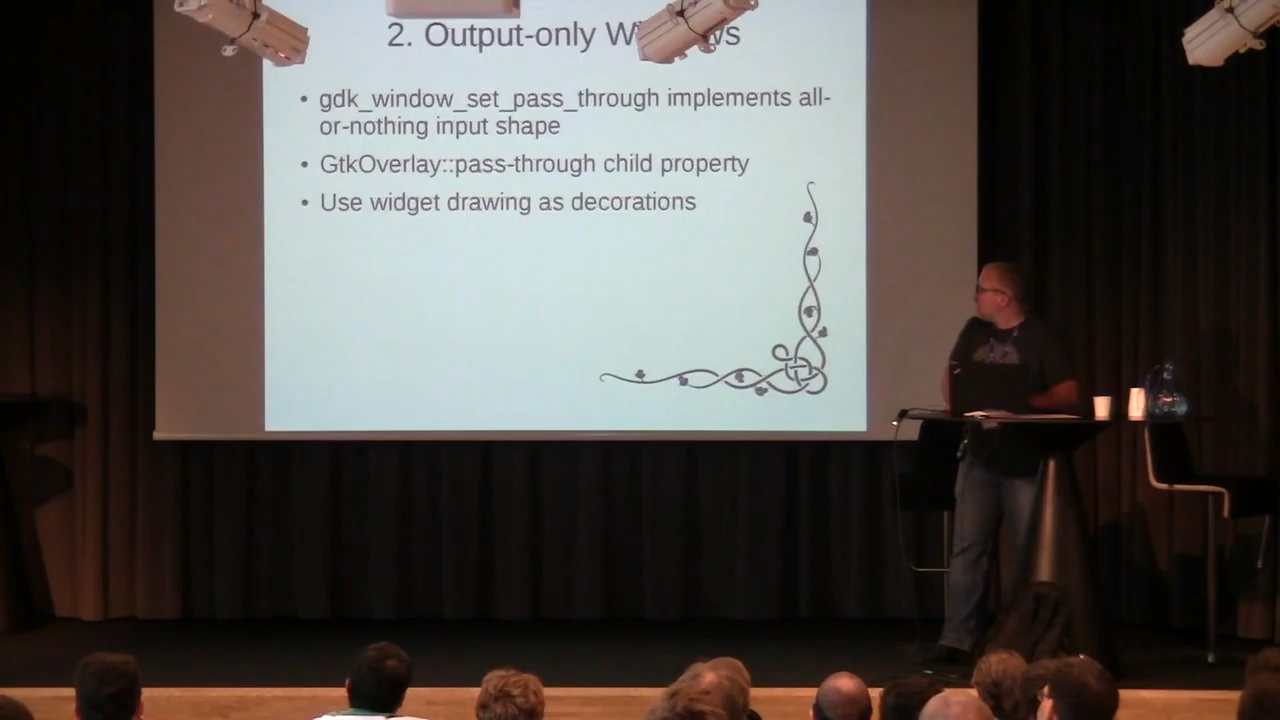 2. Output-only
• gdk_window_set_pass_through implements all-
or-nothing input shape
• GtkOverlay::pass-through child property
• Use widget drawing as decorations